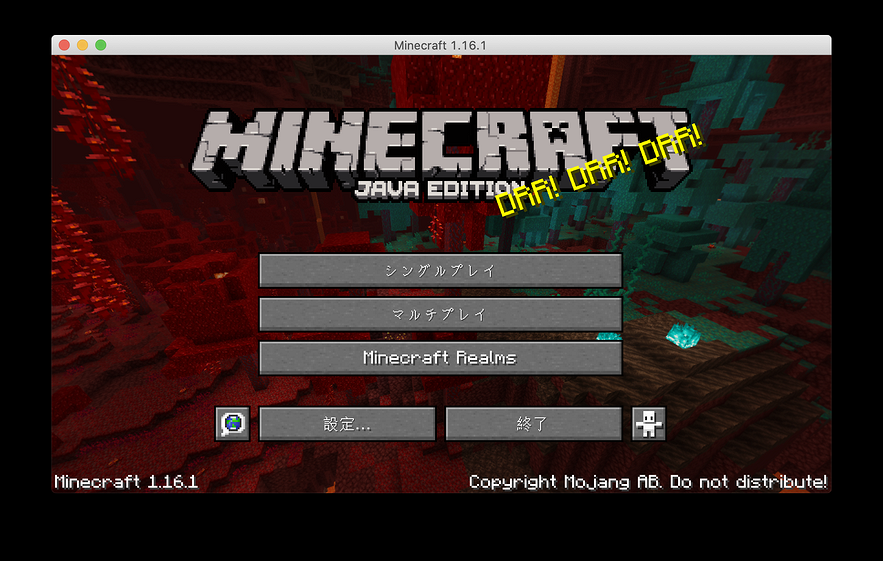 Minecraft 1.16.1
MINECRAFT
JAVA EDITION
DAA! DAA! DAA!
シングルプレイ
マルチプレイ
Minecraft Realms
設定...
終了
Minecraft 1.16.1
Copyright Mojang AB. Do not distribute!